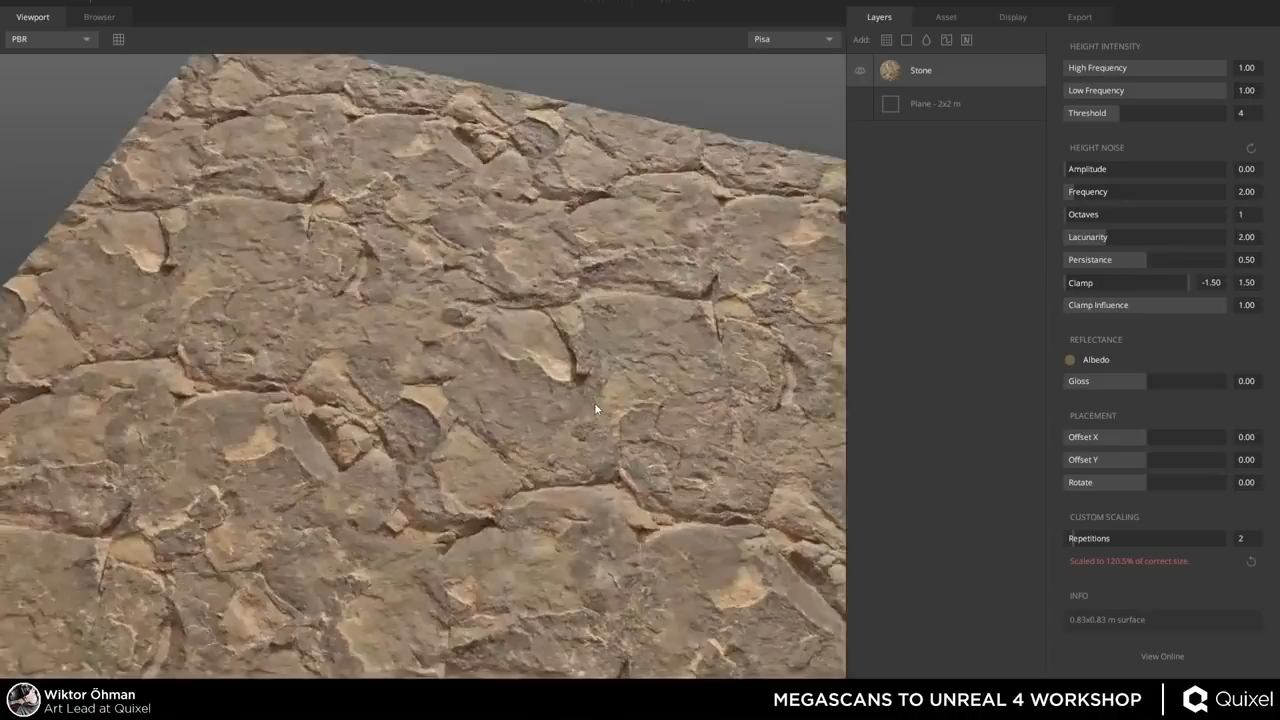 Viewport Browser
Layers Asset Display Export
PBR
Pisa
Add:
Stone
Plane - 2x2 m
HEIGHT INTENSITY
High Frequency 1.00
Low Frequency 1.00
Threshold 4
HEIGHT NOISE
Amplitude 0.00
Frequency 2.00
Octaves 1
Lacunarity 2.00
Persistance 0.50
Clamp -1.50 1.50
Clamp Influence 1.00
REFLECTANCE
Albedo
Gloss 0.00
PLACEMENT
Offset X 0.00
Offset Y 0.00
Rotate 0.00
CUSTOM SCALING
Repetitions 2
Scaled to 120.5% of correct size.
INFO
0.83x0.83 m surface
View Online
Wiktor Öhman
Art Lead at Quixel
MEGASCANS TO UNREAL 4 WORKSHOP
Quixel